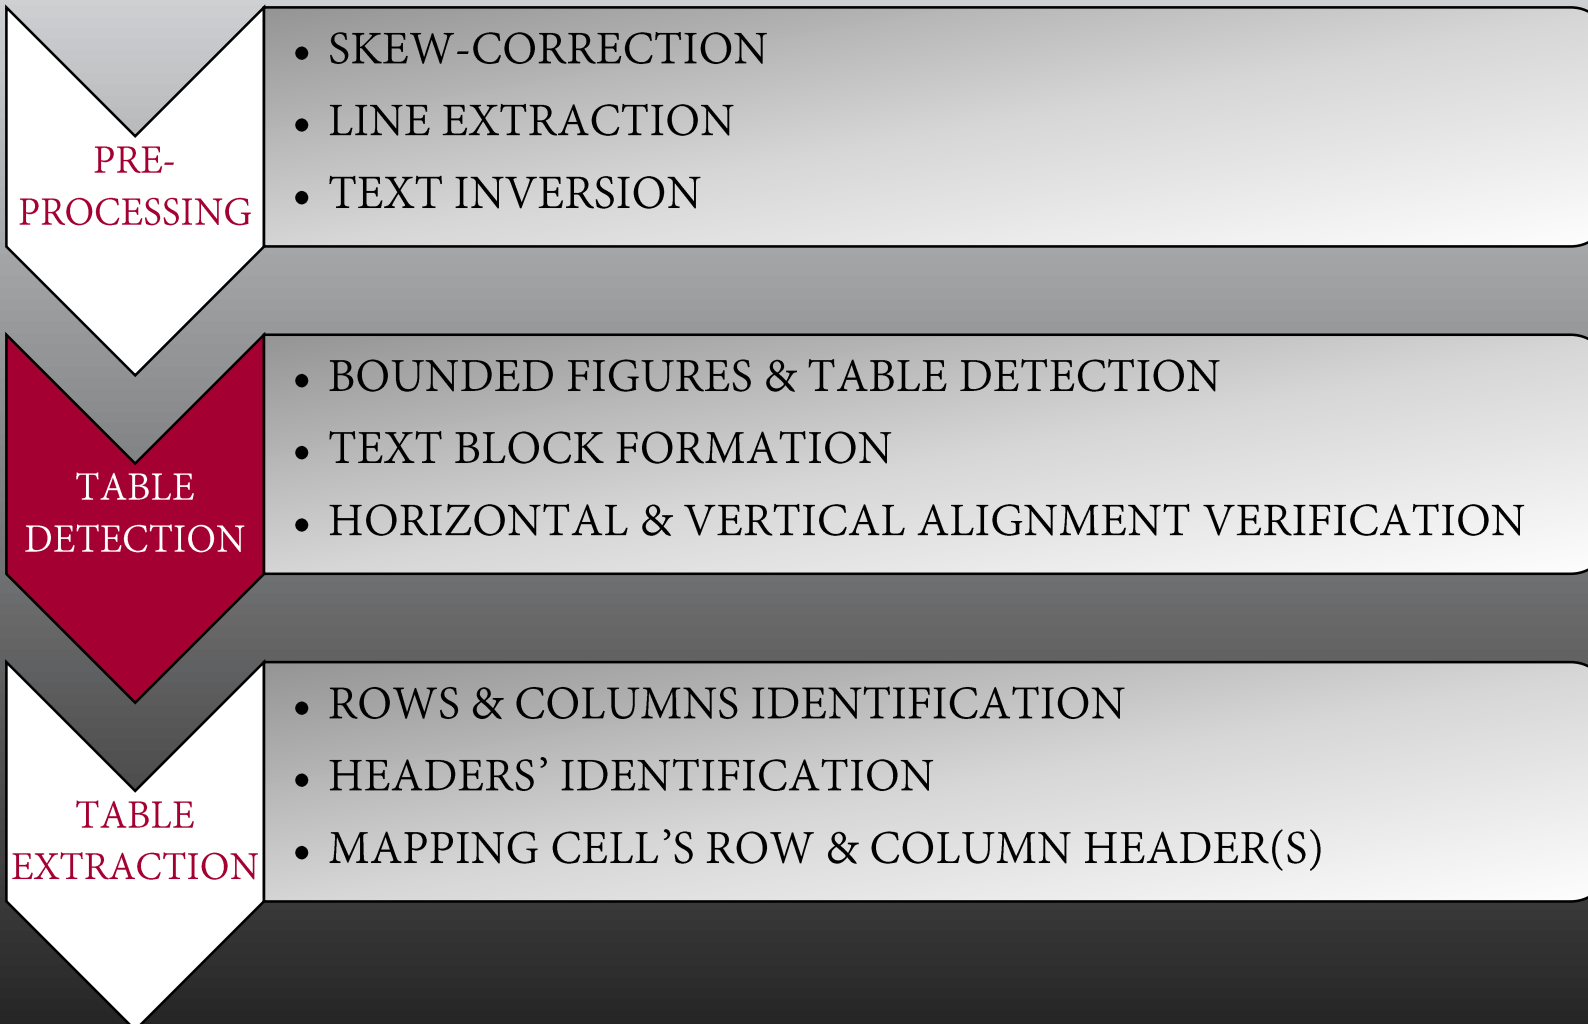 PRE-
PROCESSING
• SKEW-CORRECTION
• LINE EXTRACTION
• TEXT INVERSION
TABLE
DETECTION
• BOUNDED FIGURES & TABLE DETECTION
• TEXT BLOCK FORMATION
• HORIZONTAL & VERTICAL ALIGNMENT VERIFICATION
TABLE
EXTRACTION
• ROWS & COLUMNS IDENTIFICATION
• HEADERS’ IDENTIFICATION
• MAPPING CELL’S ROW & COLUMN HEADER(S)